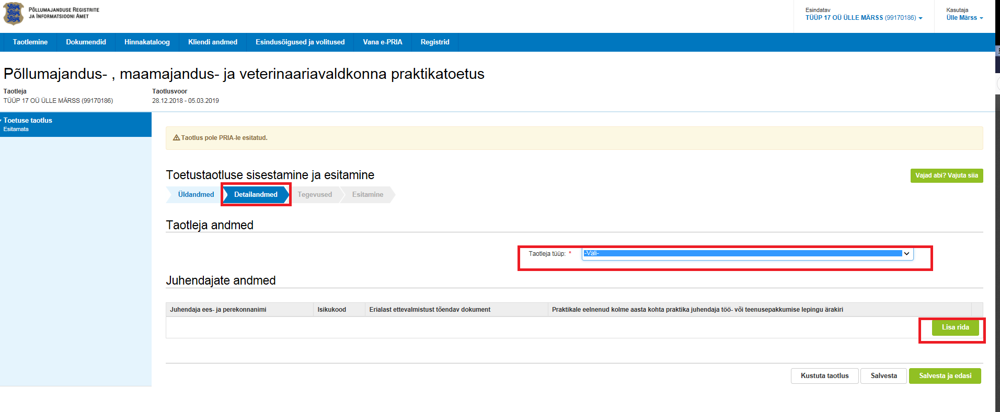 PÕLLUMAJANDUSE REGISTRITE
JA INFORMATSIOONI AMET
Esindatav
TÜÜP 17 OÜ ÜLLE MÄRSS (99170186)
Kasutaja
Ülle Märss
Taotlemine Dokumendid Hinnakataloog Kliendi andmed Esindusõigused ja volitused Vana e-PRIA Registrid
Põllumajandus- , maamajandus- ja veterinaariavaldkonna praktikatoetus
Taotleja
TÜÜP 17 OÜ ÜLLE MÄRSS (99170186)
Taotlusvoor
28.12.2018 - 05.03.2019
Toetuse taotlus
Esitamata
Taotlus pole PRIA-le esitatud.
Toetustaotluse sisestamine ja esitamine
Vajad abi? Vajuta siia
Üldandmed Detailandmed Tegevused Esitamine
Taotleja andmed
Taotleja tüüp: * -Vali-
Juhendajate andmed
Juhendaja ees- ja perekonnanimi Isikukood Erialast ettevalmistust tõendav dokument Praktikale eelnenud kolme aasta kohta praktika juhendaja töö- või teenusepakkumise lepingu ärakiri
Lisa rida
Kustuta taotlus Salvesta Salvesta ja edasi